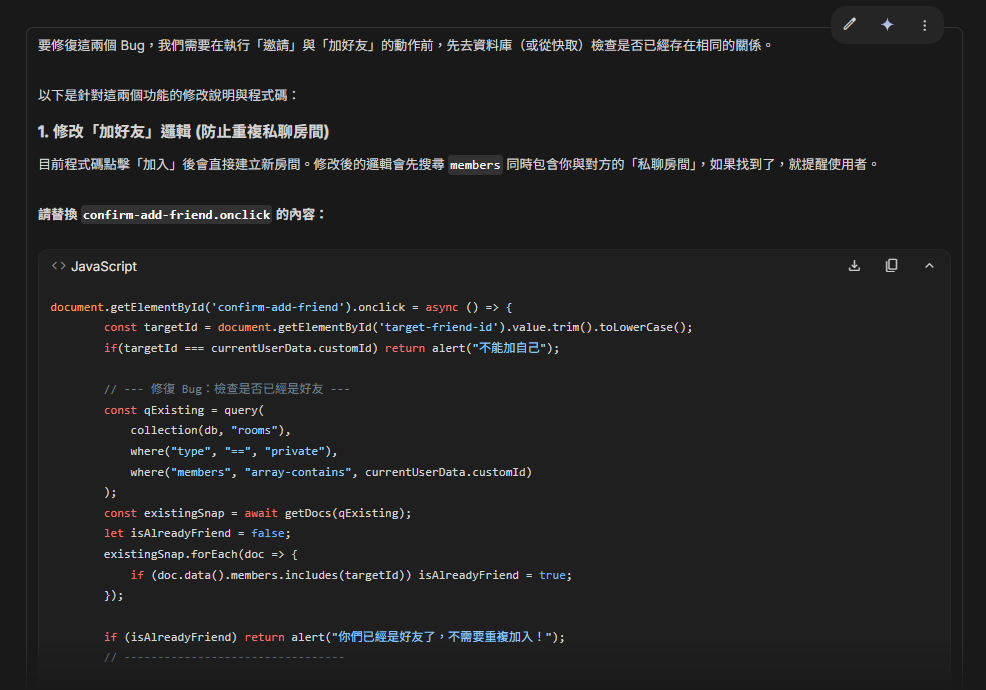 要修復這兩個 Bug，我們需要在執行「邀請」與「加好友」的動作前，先去資料庫（或從快取）檢查是否已經存在相同的關係。
以下是針對這兩個功能的修改說明與程式碼：
1. 修改「加好友」邏輯 (防止重複私聊房間)
目前程式碼點擊「加入」後會直接建立新房間。修改後的邏輯會先搜尋 members 同時包含你與對方的「私聊房間」，如果找到了，就提醒使用者。
請替換 confirm-add-friend.onclick 的內容：
<> JavaScript
document.getElementById('confirm-add-friend').onclick = async () => {
const targetId = document.getElementById('target-friend-id').value.trim().toLowerCase();
if(targetId === currentUserData.customId) return alert("不能加自己");
// --- 修復 Bug：檢查是否已經是好友 ---
const qExisting = query(
collection(db, "rooms"),
where("type", "==", "private"),
where("members", "array-contains", currentUserData.customId)
);
const existingSnap = await getDocs(qExisting);
let isAlreadyFriend = false;
existingSnap.forEach(doc => {
if (doc.data().members.includes(targetId)) isAlreadyFriend = true;
});
if (isAlreadyFriend) return alert("你們已經是好友了，不需要重複加入！");
// ---------------------------------